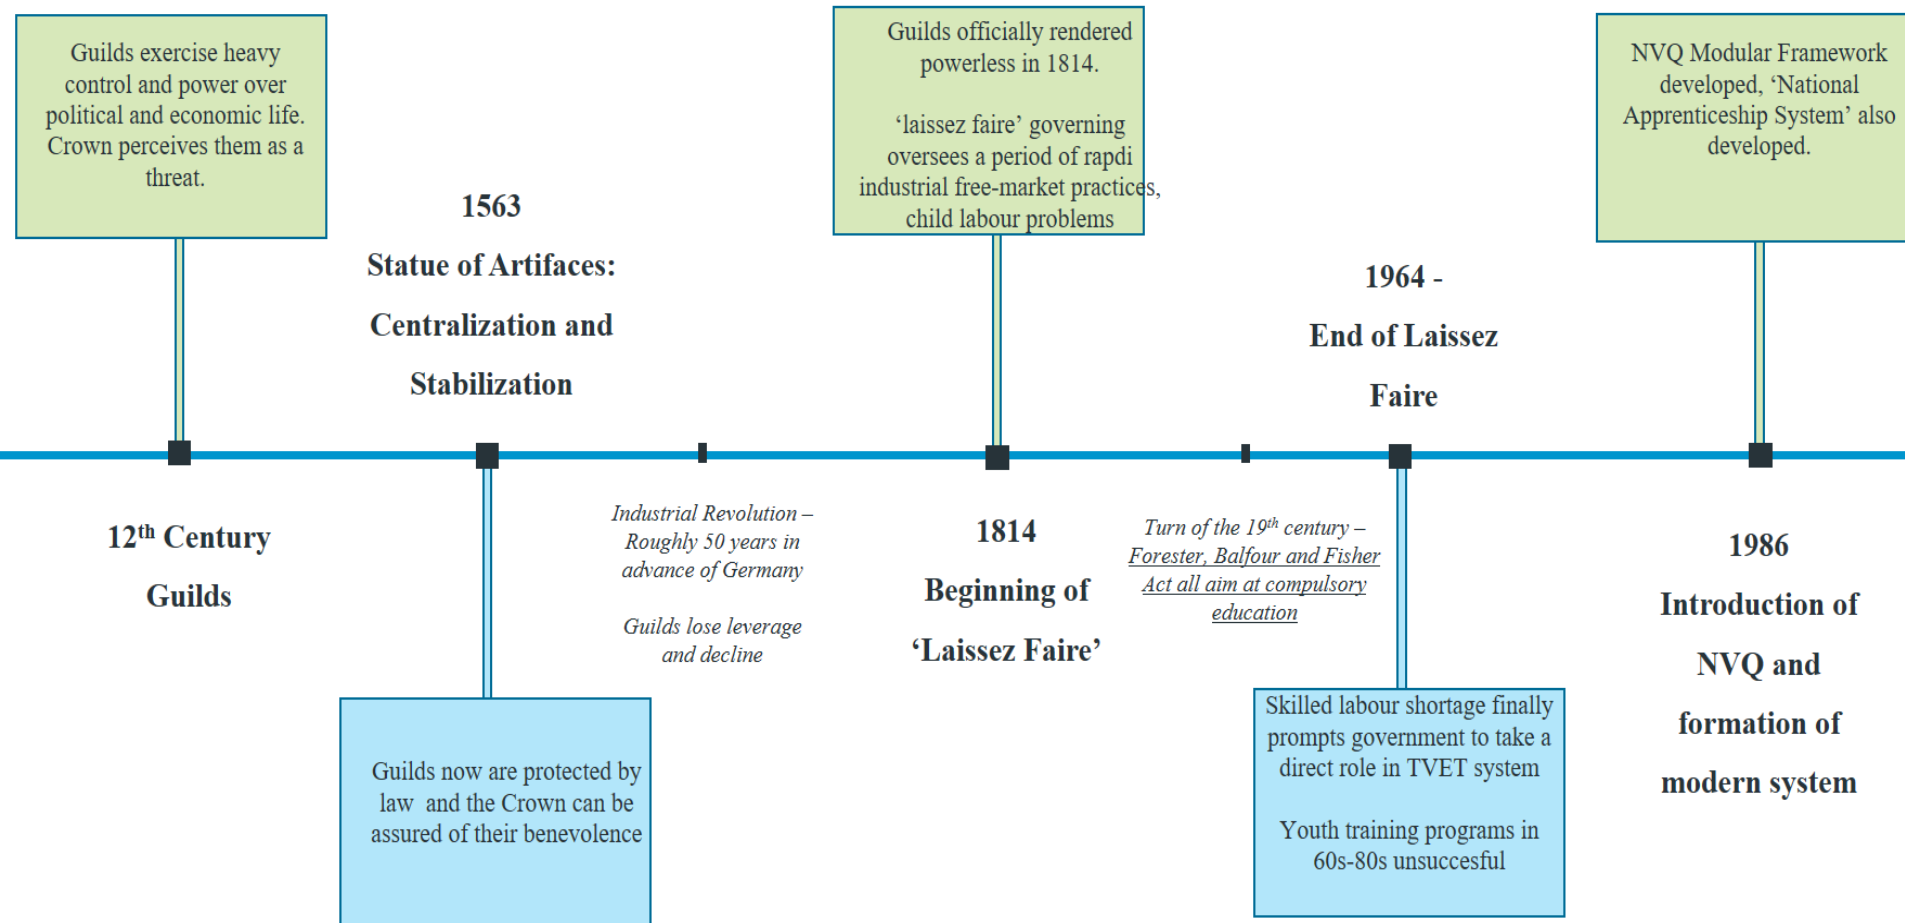 Guilds exercise heavy
control and power over
political and economic life.
Crown perceives them as a
threat.
12th Century
Guilds
1563
Statue of Artifaces:
Centralization and
Stabilization
Guilds now are protected by
law and the Crown can be
assured of their benevolence
Industrial Revolution –
Roughly 50 years in
advance of Germany
Guilds lose leverage
and decline
Guilds officially rendered
powerless in 1814.
‘laissez faire’ governing
oversees a period of rapdi
industrial free-market practices,
child labour problems
1814
Beginning of
‘Laissez Faire’
Turn of the 19th century –
Forester, Balfour and Fisher
Act all aim at compulsory
education
1964 -
End of Laissez
Faire
Skilled labour shortage finally
prompts government to take a
direct role in TVET system
Youth training programs in
60s-80s unsuccesful
NVQ Modular Framework
developed, ‘National
Apprenticeship System’ also
developed.
1986
Introduction of
NVQ and
formation of
modern system